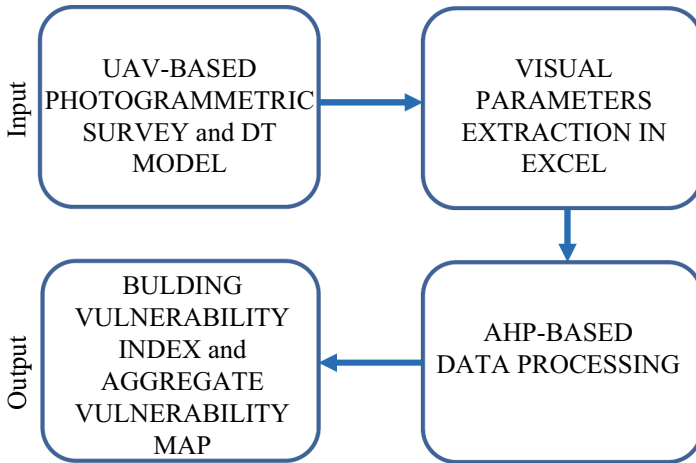 Input
UAV-BASED
PHOTOGRAMMETRIC
SURVEY and DT
MODEL
VISUAL
PARAMETERS
EXTRACTION IN
EXCEL
Output
BULDING
VULNERABILITY
INDEX and
AGGREGATE
VULNERABILITY
MAP
AHP-BASED
DATA PROCESSING